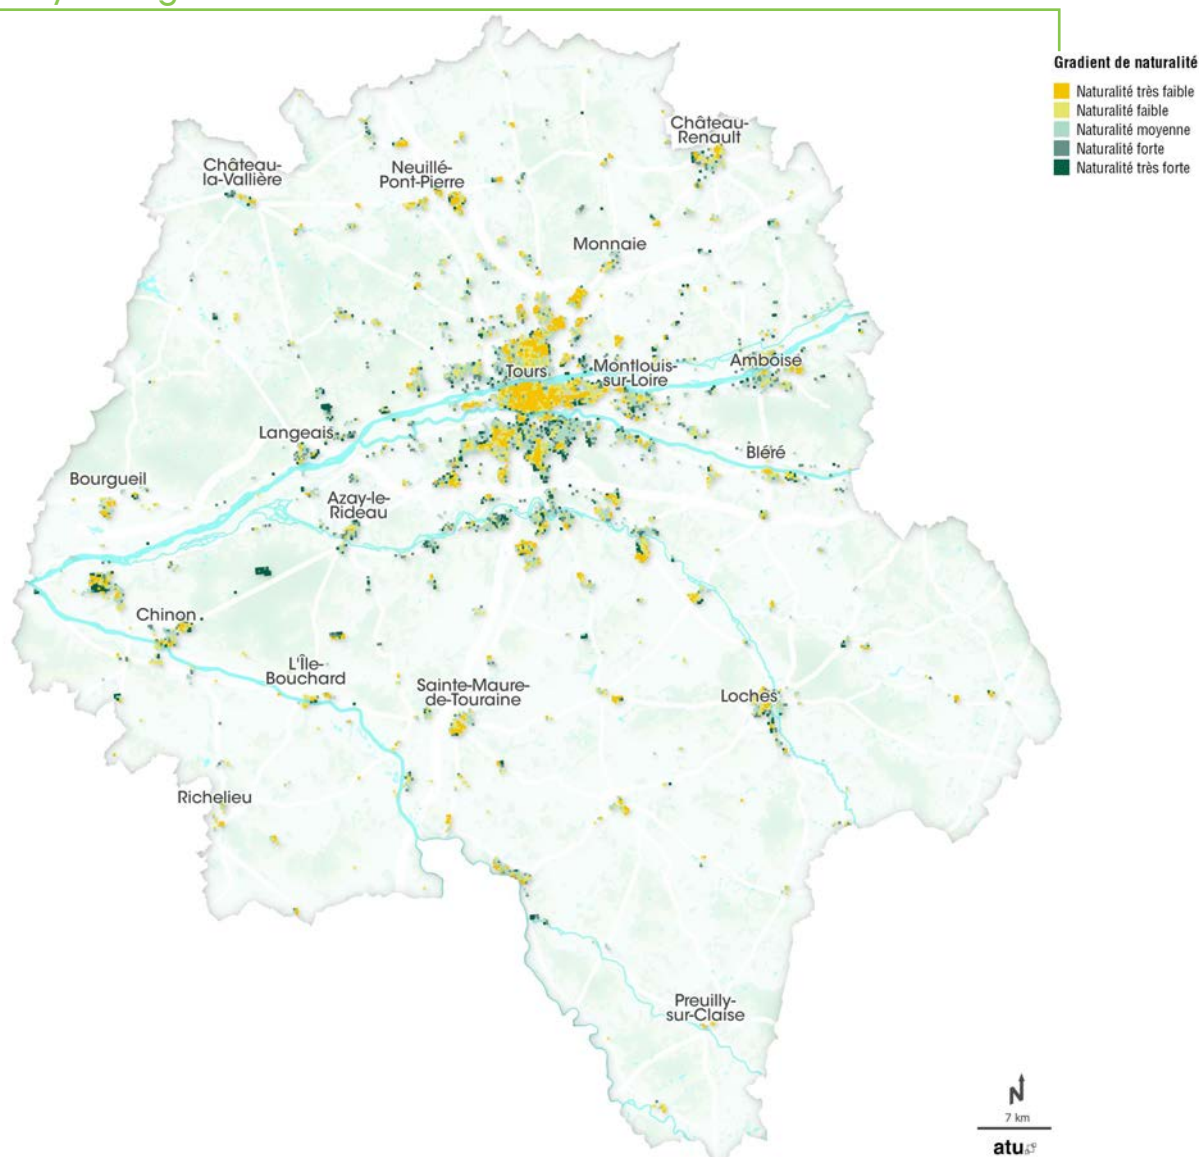 Gradient de naturalité
Naturalité très faible
Naturalité faible
Naturalité moyenne
Naturalité forte
Naturalité très forte
Château-
Renault
Château-
la-Vallière
Neuillé-
Pont-Pierre
Monnaie
Tours
Montlouis-
sur-Loire
Amboise
Langeais
Bléré
Bourgueil
Azay-le-
Rideau
Chinon
L'Île-
Bouchard
Sainte-Maure-
de-Touraine
Loches
Richelieu
Preuilly-
sur-Claise
N
7 km
atu